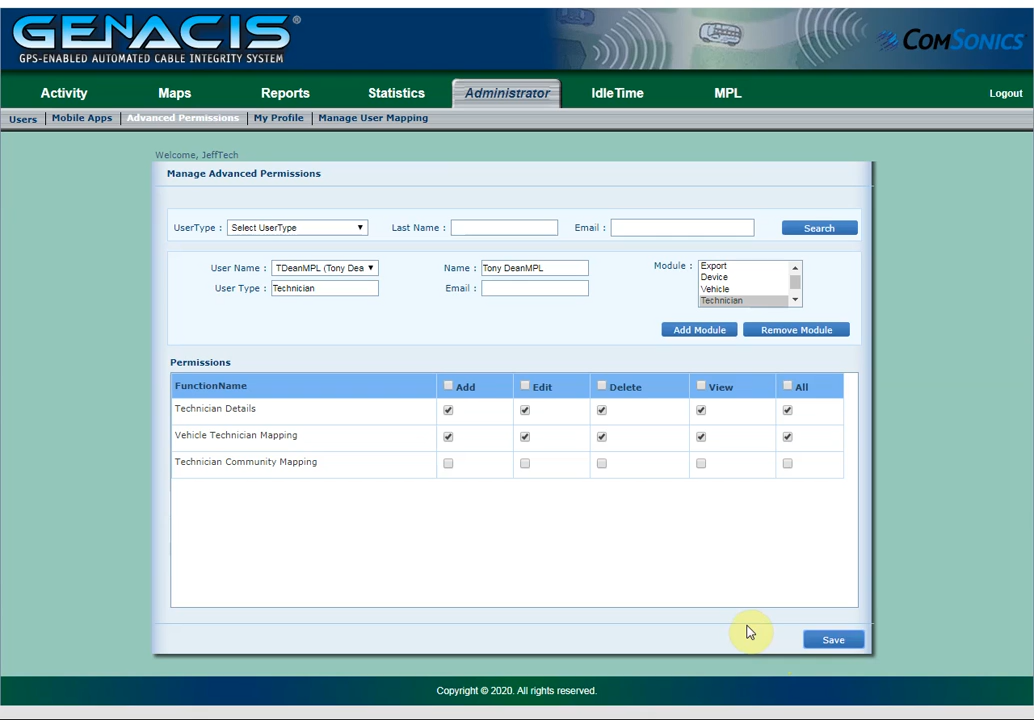 GENACIS®
GPS-ENABLED AUTOMATED CABLE INTEGRITY SYSTEM
COMSONICS
Activity Maps Reports Statistics Administrator IdleTime MPL Logout
Users Mobile Apps Advanced Permissions My Profile Manage User Mapping
Welcome, JeffTech
Manage Advanced Permissions
UserType : Select UserType Last Name : Email : Search
User Name : TDeanMPL (Tony Dea Name : Tony DeanMPL Module : Export
Device
User Type : Technician Email : Vehicle
Technician
Add Module Remove Module
Permissions
FunctionName Add Edit Delete View All
Technician Details
Vehicle Technician Mapping
Technician Community Mapping
Save
Copyright © 2020. All rights reserved.